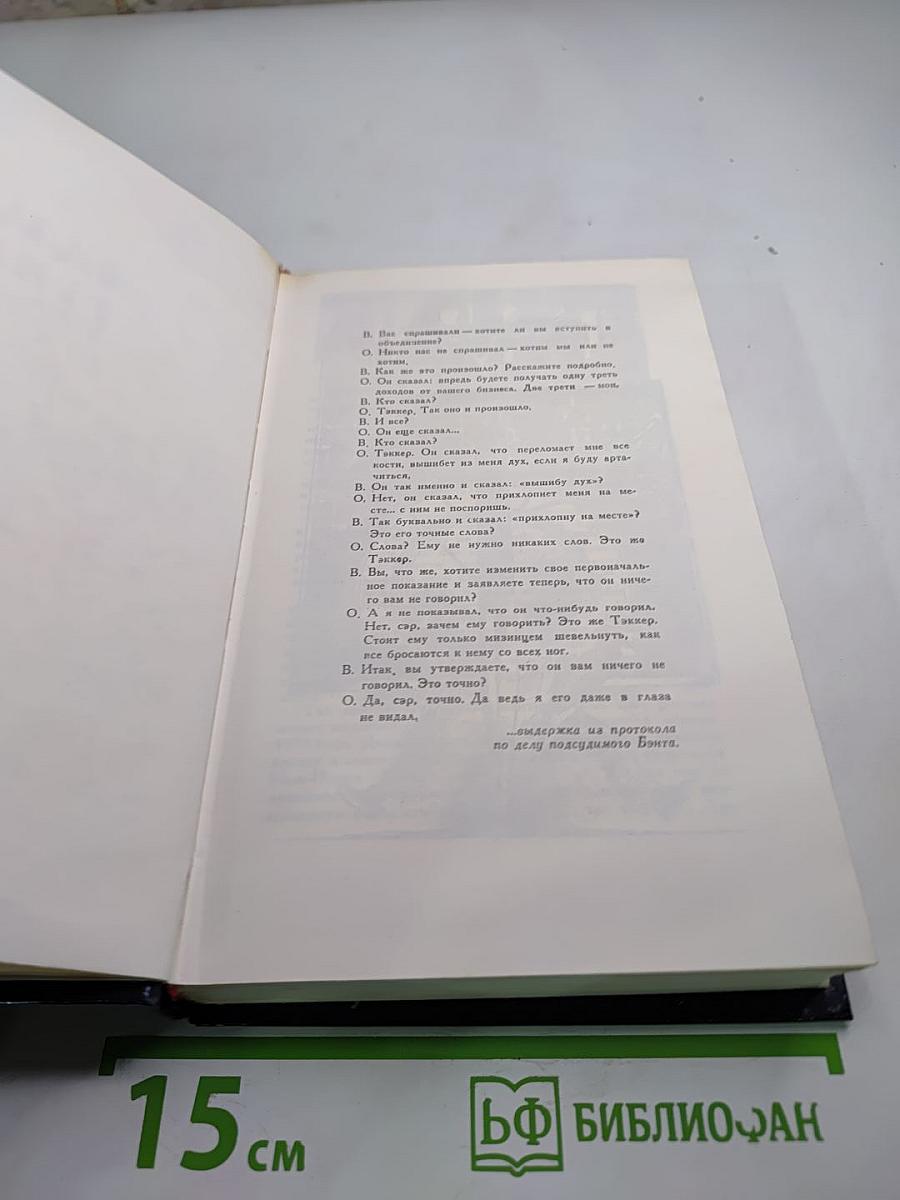 В. Вас спрашивали — хотите ли вы вступить в
объединение?
О. Никто нас не спрашивал — хотим мы или не
хотим.
В. Как же это произошло? Расскажите подробно.
О. Он сказал: впредь будете получать одну треть
доходов от вашего бизнеса. Две трети — мои.
В. Кто сказал?
О. Тэккер. Так оно и произошло.
В. И все?
О. Он еще сказал...
В. Кто сказал?
О. Тэккер. Он сказал, что переломает мне все
кости, вышибет из меня дух, если я буду арта-
читься.
В. Он так именно и сказал: «вышибу дух»?
О. Нет, он сказал, что прихлопнет меня на ме-
сте... с ним не поспоришь.
В. Так буквально и сказал: «прихлопну на месте»?
Это его точные слова?
О. Слова? Ему не нужно никаких слов. Это же
Тэккер.
В. Вы, что же, хотите изменить свое первоначаль-
ное показание и заявляете теперь, что он ниче-
го вам не говорил?
О. А я не показывал, что он что-нибудь говорил.
Нет, сэр, зачем ему говорить? Это же Тэккер.
Стоит ему только мизинцем шевельнуть, как
все бросаются к нему со всех ног.
В. Итак, вы утверждаете, что он вам ничего не
говорил. Это точно?
О. Да, сэр, точно. Да ведь я его даже в глаза
не видал.
...выдержка из протокола
по делу подсудимого Бэнта.
15 см
БФ БИБЛИОФАН